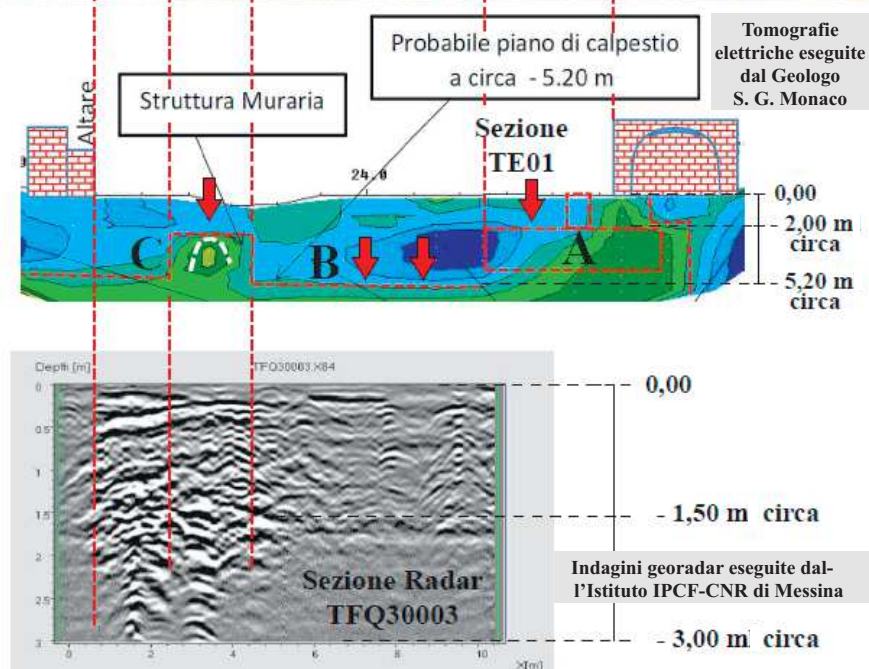 Tomografie
elettriche eseguite
dal Geologo
S. G. Monaco
Probabile piano di calpestio
a circa - 5.20 m
Struttura Muraria
Altare
Sezione
TE01
24.0
0,00
- 2,00 m
circa
C
B
A
- 5,20 m
circa
Depth [m]
TFQ30003.X84
0
0.5
1
1.5
2
2.5
3
0 2 4 6 8 10
X[m]
Sezione Radar
TFQ30003
0,00
- 1,50 m circa
Indagini georadar eseguite dal-
l'Istituto IPCF-CNR di Messina
- 3,00 m circa